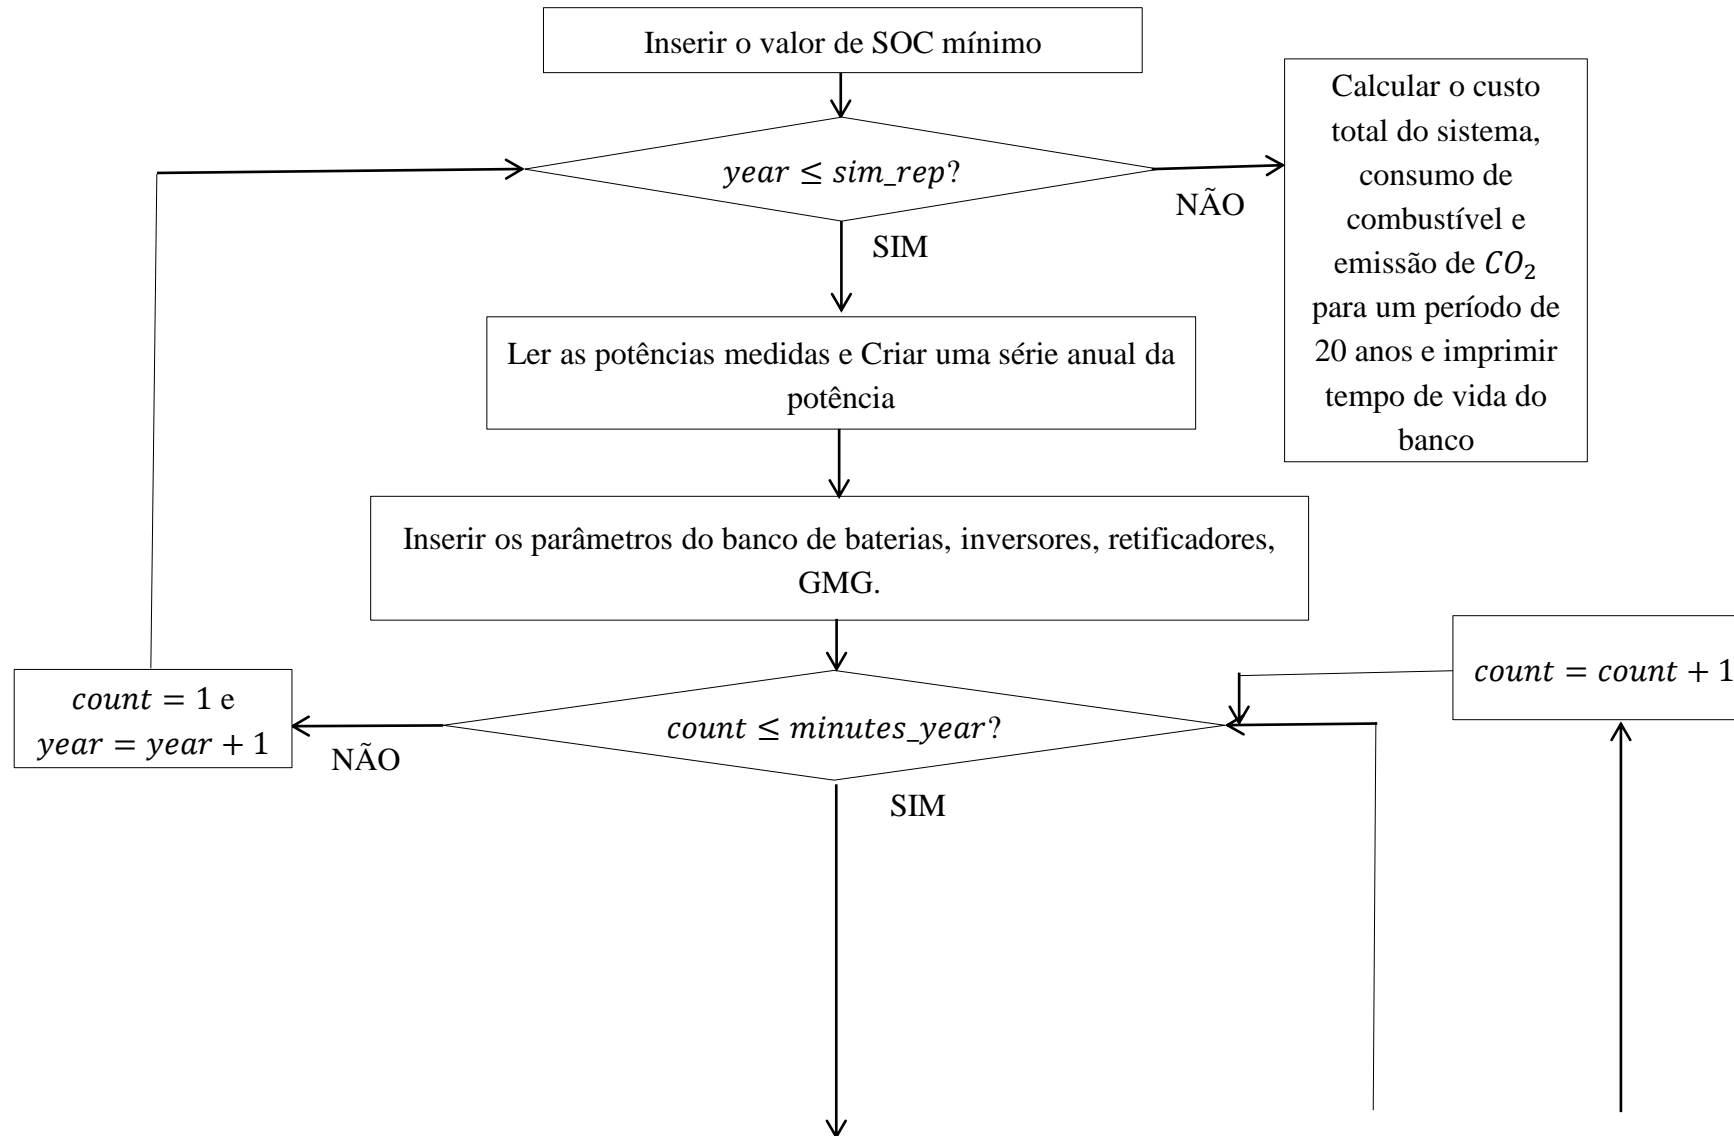 Inserir o valor de SOC mínimo
year ≤ sim_rep?
NÃO
SIM
Calcular o custo
total do sistema,
consumo de
combustível e
emissão de CO₂
para um período de
20 anos e imprimir
tempo de vida do
banco
Ler as potências medidas e Criar uma série anual da
potência
Inserir os parâmetros do banco de baterias, inversores, retificadores,
GMG.
count = 1 e
year = year + 1
NÃO
count ≤ minutes_year?
SIM
count = count + 1